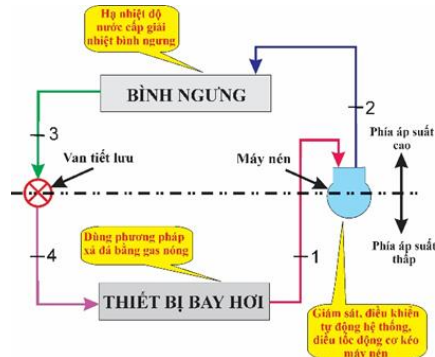 Hạ nhiệt độ
nước cấp giải
nhiệt bình ngưng
BÌNH NGƯNG
2
3
Phía áp suất
cao
Van tiết lưu
Máy nén
Phía áp suất
thấp
Dùng phương pháp
xả đá bằng gas nóng
1
4
THIẾT BỊ BAY HƠI
Giám sát, điều khiển
tự động hệ thống,
điều tốc động cơ kéo
máy nén